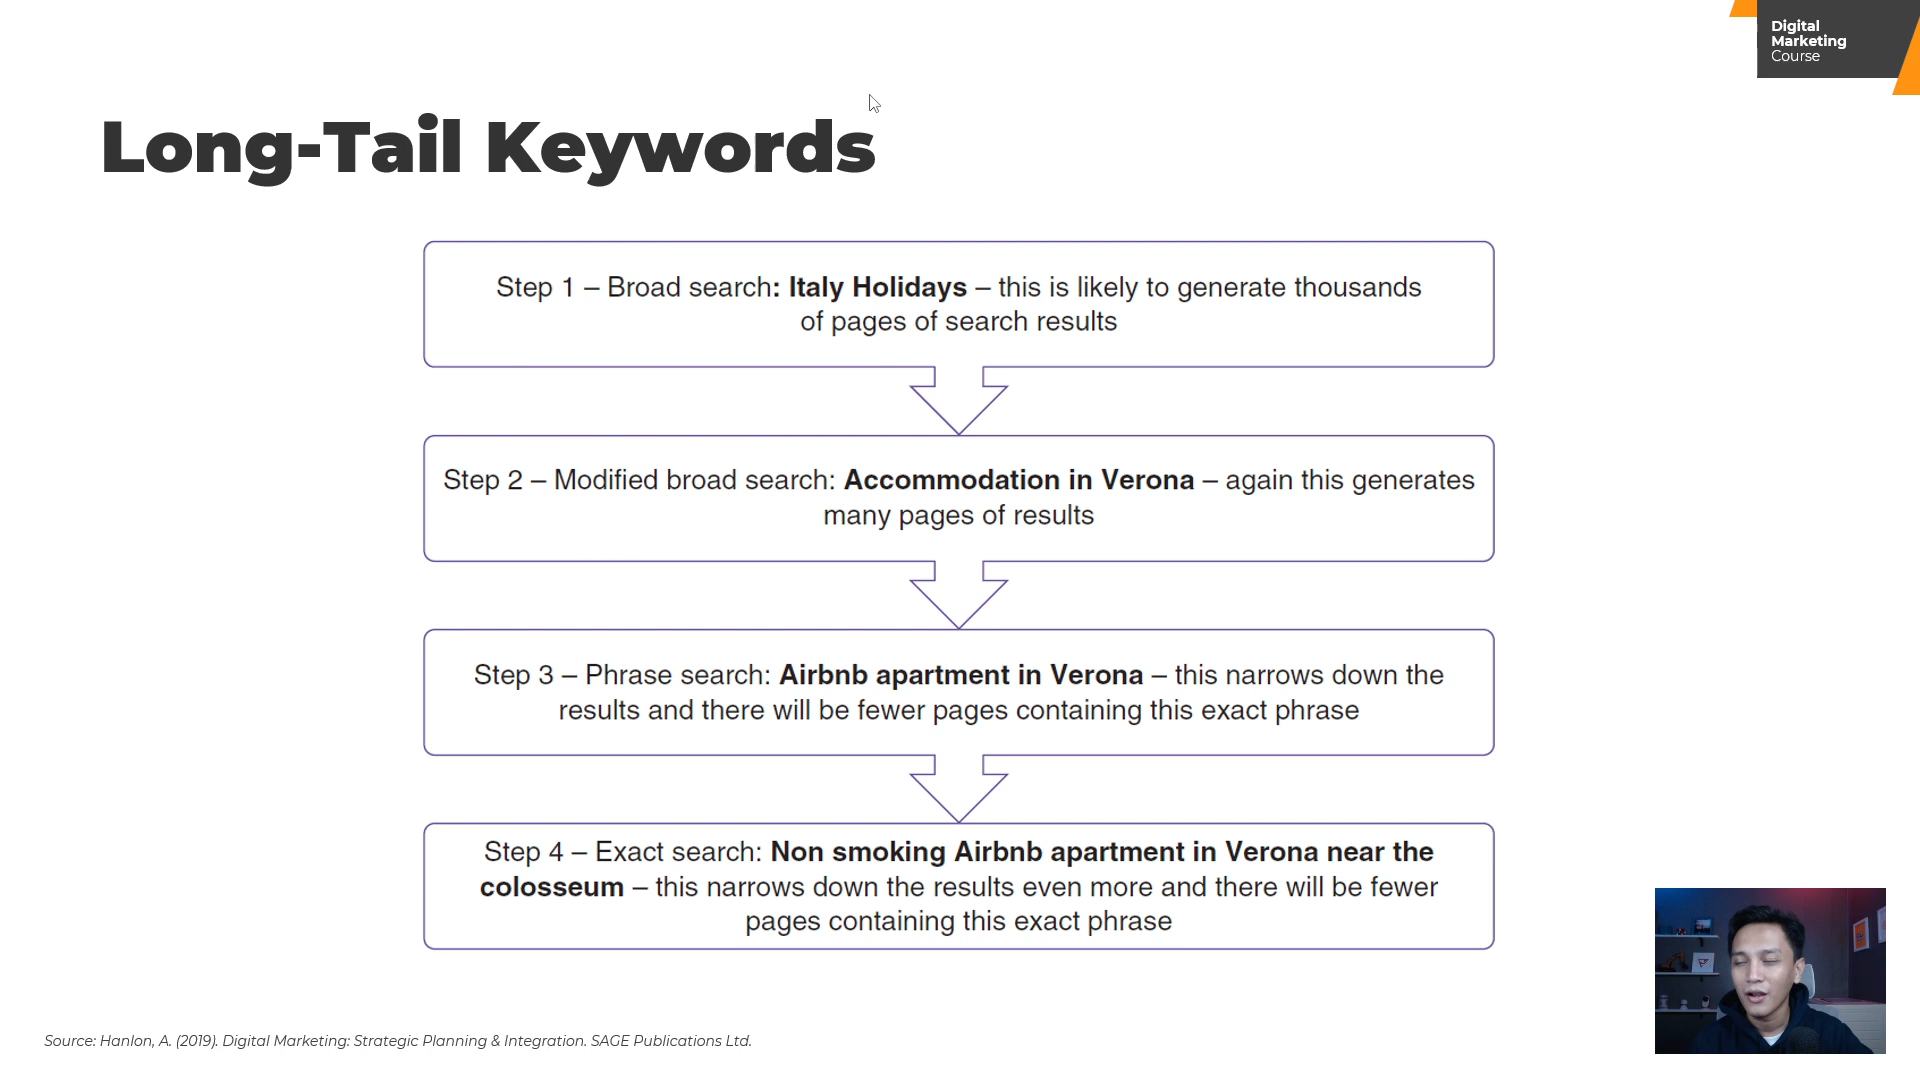 Digital
Marketing
Course
Long-Tail Keywords
Step 1 – Broad search: Italy Holidays – this is likely to generate thousands
of pages of search results
Step 2 – Modified broad search: Accommodation in Verona – again this generates
many pages of results
Step 3 – Phrase search: Airbnb apartment in Verona – this narrows down the
results and there will be fewer pages containing this exact phrase
Step 4 – Exact search: Non smoking Airbnb apartment in Verona near the
colosseum – this narrows down the results even more and there will be fewer
pages containing this exact phrase
Source: Hanlon, A. (2019). Digital Marketing: Strategic Planning & Integration. SAGE Publications Ltd.